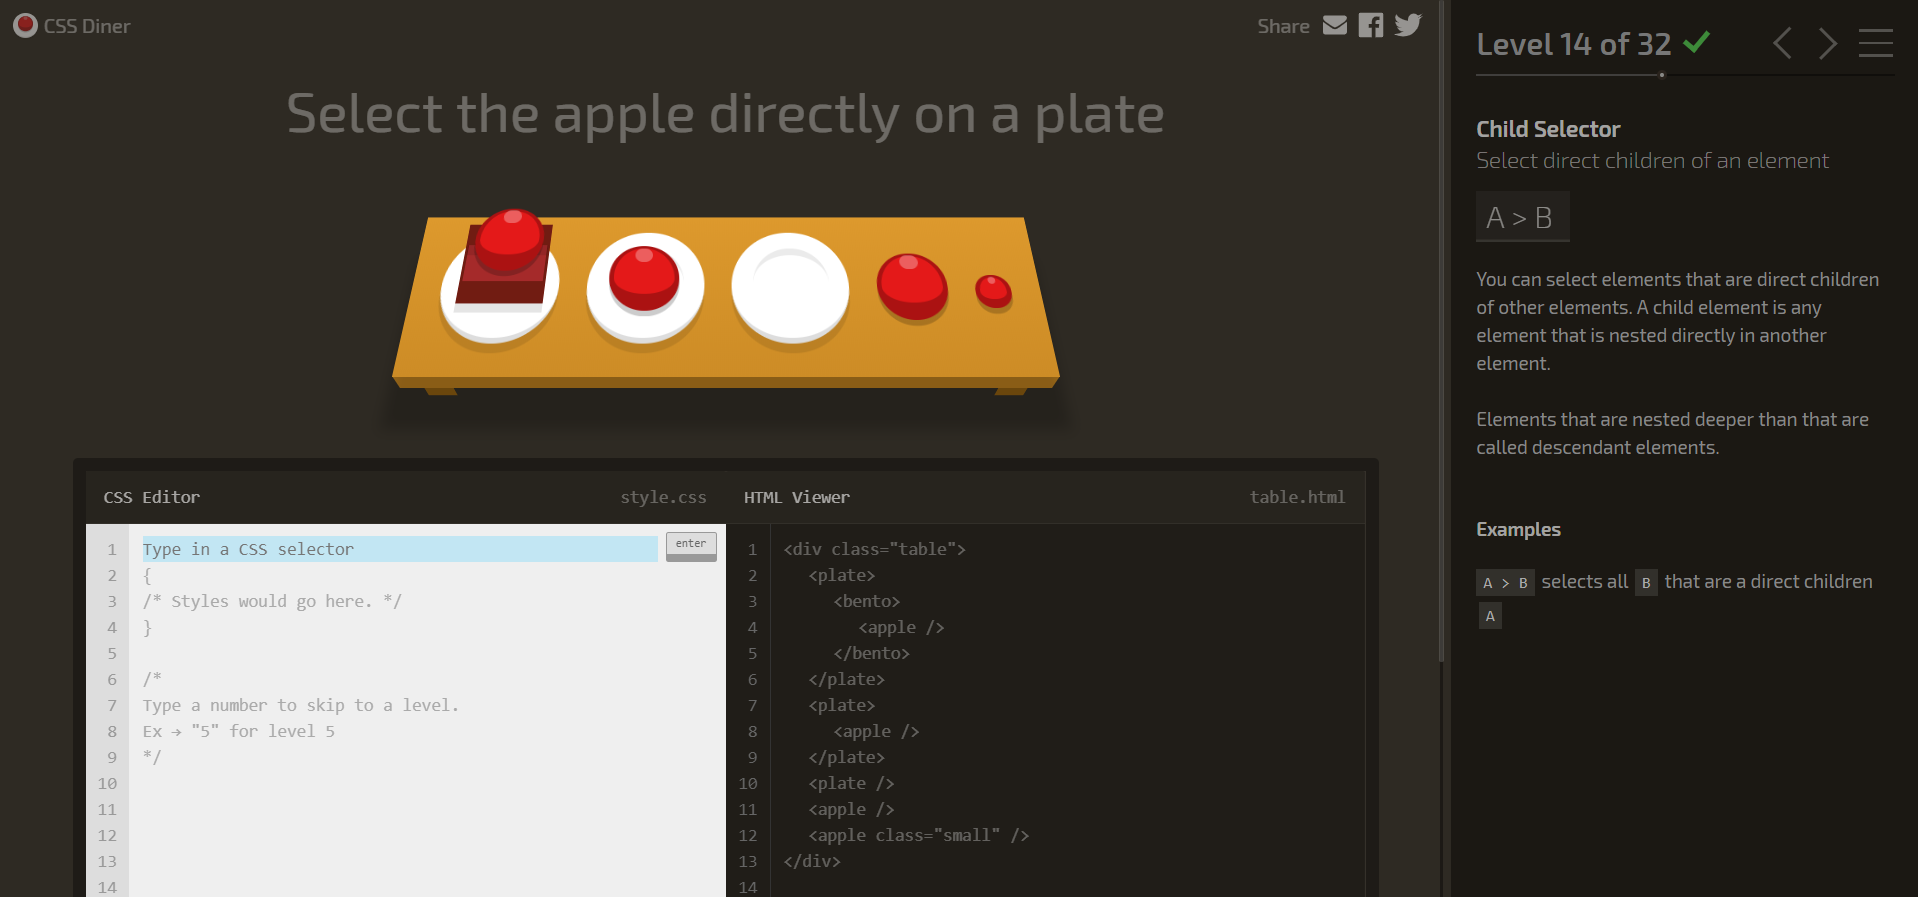 CSS Diner
Share
Select the apple directly on a plate
CSS Editor style.css
1 Type in a CSS selector enter
2 {
3 /* Styles would go here. */
4 }
5
6 /*
7 Type a number to skip to a level.
8 Ex → "5" for level 5
9 */
10
11
12
13
14
HTML Viewer table.html
1 <div class="table">
2 <plate>
3 <bento>
4 <apple />
5 </bento>
6 </plate>
7 <plate>
8 <apple />
9 </plate>
10 <plate />
11 <apple />
12 <apple class="small" />
13 </div>
14
Level 14 of 32
Child Selector
Select direct children of an element
A > B
You can select elements that are direct children
of other elements. A child element is any
element that is nested directly in another
element.
Elements that are nested deeper than that are
called descendant elements.
Examples
A > B selects all B that are a direct children
A